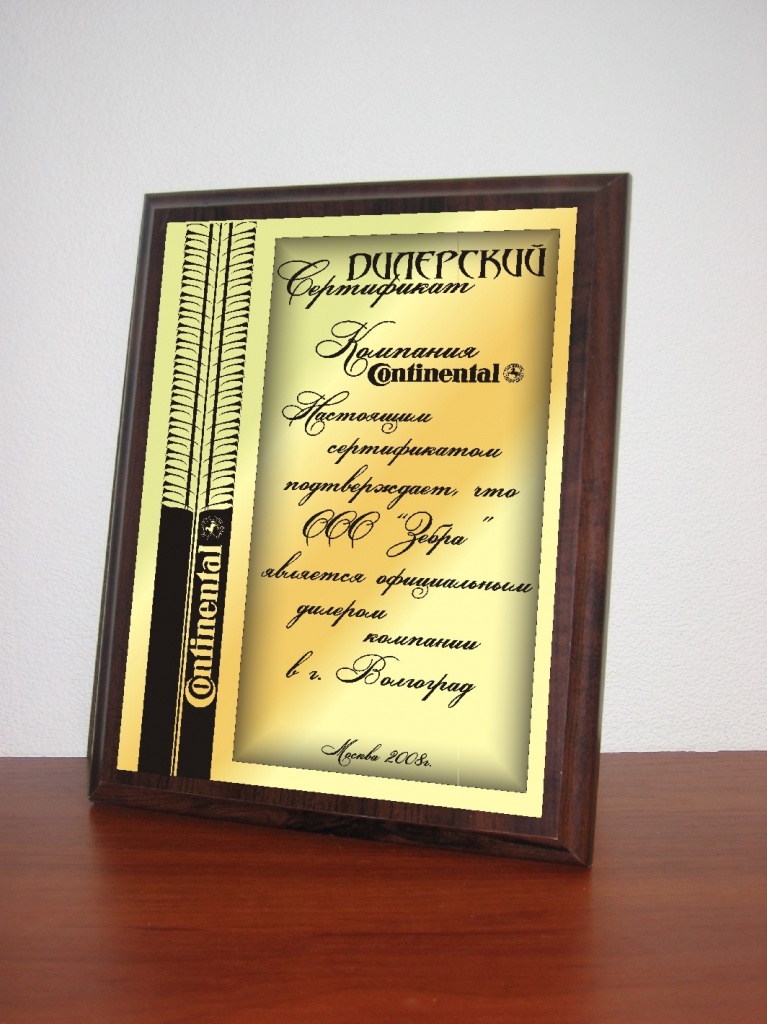 ДИЛЕРСКИЙ
Сертификат
Компания
Continental
Настоящим
сертификатом
подтверждает, что
ООО "Зебра"
является официальным
дилером
компании
в г. Волгоград
Москва 2008г.
Continental